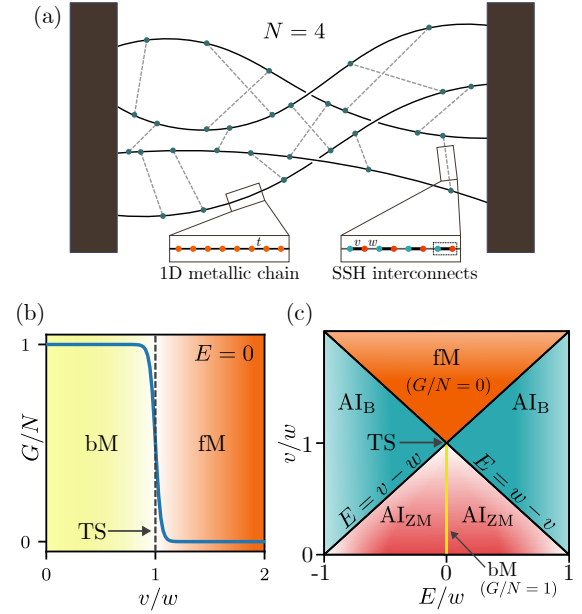 (a)
N = 4
t
v w
1D metallic chain
SSH interconnects
(b)
E = 0
1
G/N
bM
fM
TS
0
0
1
2
v/w
(c)
fM
(G/N = 0)
AI_B
AI_B
TS
1
v/w
E = v − w
E = w − v
AI_ZM
AI_ZM
0
-1
0
1
bM
(G/N = 1)
E/w